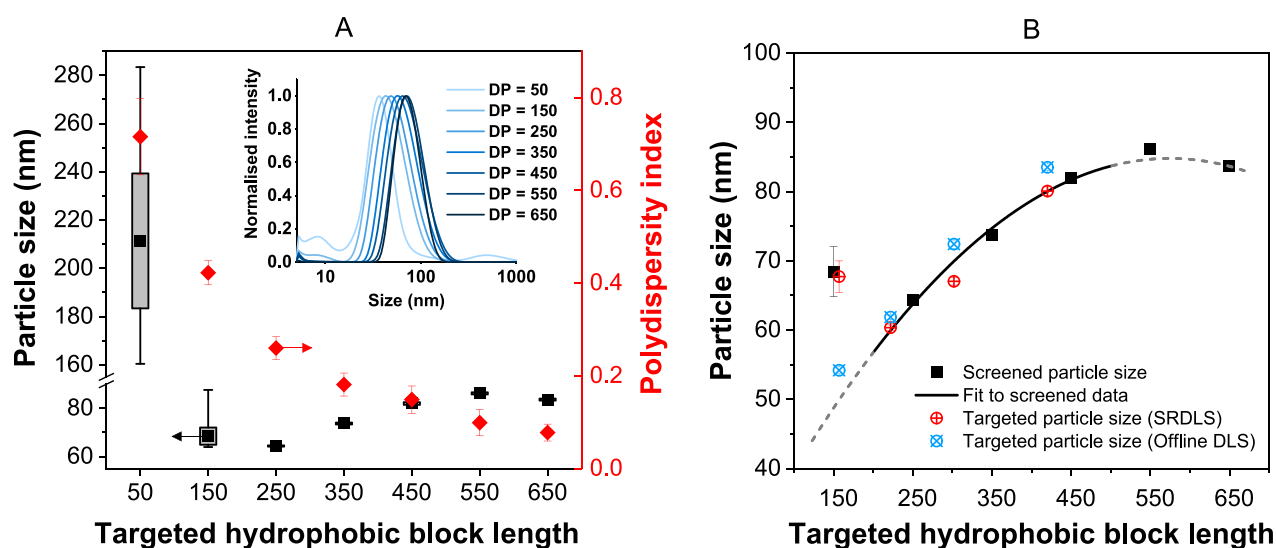 A
Particle size (nm)
280
260
240
220
200
180
160
80
60
50 150 250 350 450 550 650
Targeted hydrophobic block length
0.8
0.6
0.4
0.2
0.0
Polydispersity index
Normalised intensity
1.0
0.8
0.6
0.4
0.2
0.0
10 100 1000
Size (nm)
DP = 50
DP = 150
DP = 250
DP = 350
DP = 450
DP = 550
DP = 650
B
Particle size (nm)
100
90
80
70
60
50
40
150 250 350 450 550 650
Targeted hydrophobic block length
Screened particle size
Fit to screened data
Targeted particle size (SRDLS)
Targeted particle size (Offline DLS)